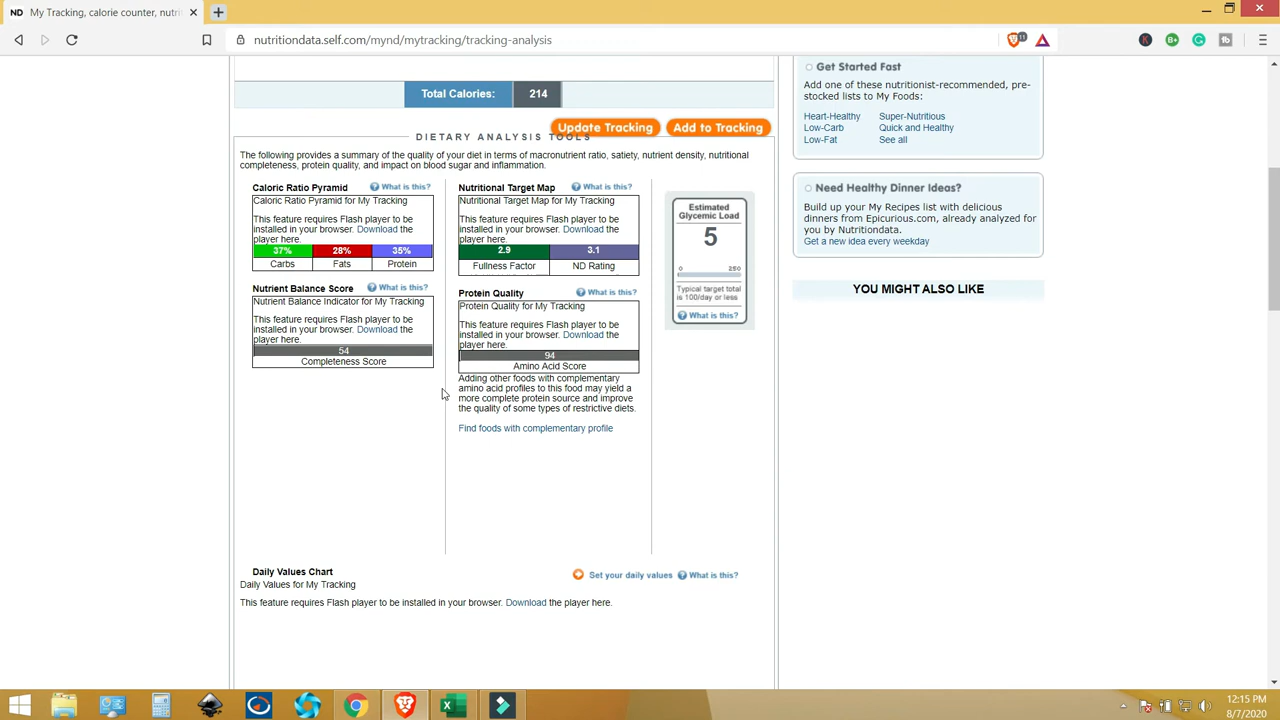 ND My Tracking, calorie counter, nutri
nutritiondata.self.com/mynd/mytracking/tracking-analysis
11
K
B+
tb
Total Calories: 214
Update Tracking Add to Tracking
DIETARY ANALYSIS TOOLS
The following provides a summary of the quality of your diet in terms of macronutrient ratio, satiety, nutrient density, nutritional
completeness, protein quality, and impact on blood sugar and inflammation.
Caloric Ratio Pyramid What is this?
Caloric Ratio Pyramid for My Tracking
This feature requires Flash player to be
installed in your browser. Download the
player here.
37% 28% 35%
Carbs Fats Protein
Nutrient Balance Score What is this?
Nutrient Balance Indicator for My Tracking
This feature requires Flash player to be
installed in your browser. Download the
player here.
54
Completeness Score
Nutritional Target Map What is this?
Nutritional Target Map for My Tracking
This feature requires Flash player to be
installed in your browser. Download the
player here.
2.9 3.1
Fullness Factor ND Rating
Protein Quality What is this?
Protein Quality for My Tracking
This feature requires Flash player to be
installed in your browser. Download the
player here.
94
Amino Acid Score
Adding other foods with complementary
amino acid profiles to this food may yield a
more complete protein source and improve
the quality of some types of restrictive diets.
Find foods with complementary profile
Estimated
Glycemic Load
5
0 250
Typical target total
is 100/day or less
What is this?
Daily Values Chart
Set your daily values What is this?
Daily Values for My Tracking
This feature requires Flash player to be installed in your browser. Download the player here.
Get Started Fast
Add one of these nutritionist-recommended, pre-
stocked lists to My Foods:
Heart-Healthy Super-Nutritious
Low-Carb Quick and Healthy
Low-Fat See all
Need Healthy Dinner Ideas?
Build up your My Recipes list with delicious
dinners from Epicurious.com, already analyzed for
you by Nutritiondata.
Get a new idea every weekday
YOU MIGHT ALSO LIKE
12:15 PM
8/7/2020